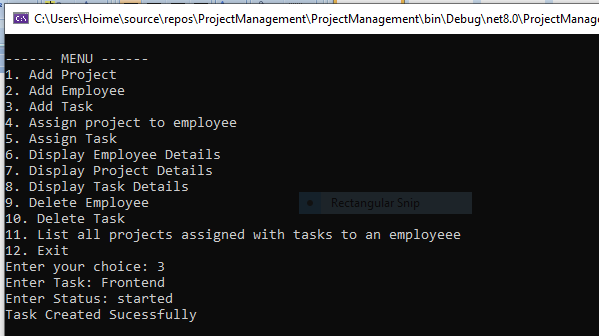 C:\Users\Hoime\source\repos\ProjectManagement\ProjectManagement\bin\Debug\net8.0\ProjectManage
------ MENU ------
1. Add Project
2. Add Employee
3. Add Task
4. Assign project to employee
5. Assign Task
6. Display Employee Details
7. Display Project Details
8. Display Task Details
9. Delete Employee
Rectangular Snip
10. Delete Task
11. List all projects assigned with tasks to an employeee
12. Exit
Enter your choice: 3
Enter Task: Frontend
Enter Status: started
Task Created Sucessfully